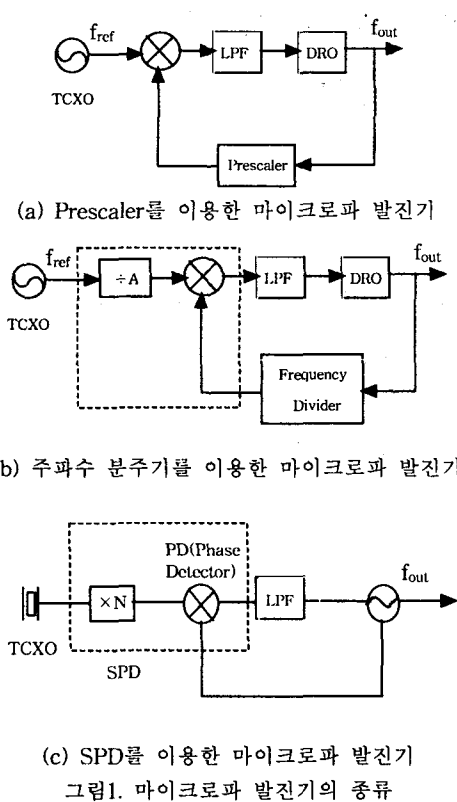 f_ref
f_out
LPF
DRO
TCXO
Prescaler
(a) Prescaler를 이용한 마이크로파 발진기
f_ref
f_out
÷A
LPF
DRO
TCXO
Frequency
Divider
b) 주파수 분주기를 이용한 마이크로파 발진기
PD(Phase
Detector)
f_out
×N
LPF
TCXO
SPD
(c) SPD를 이용한 마이크로파 발진기
그림1. 마이크로파 발진기의 종류